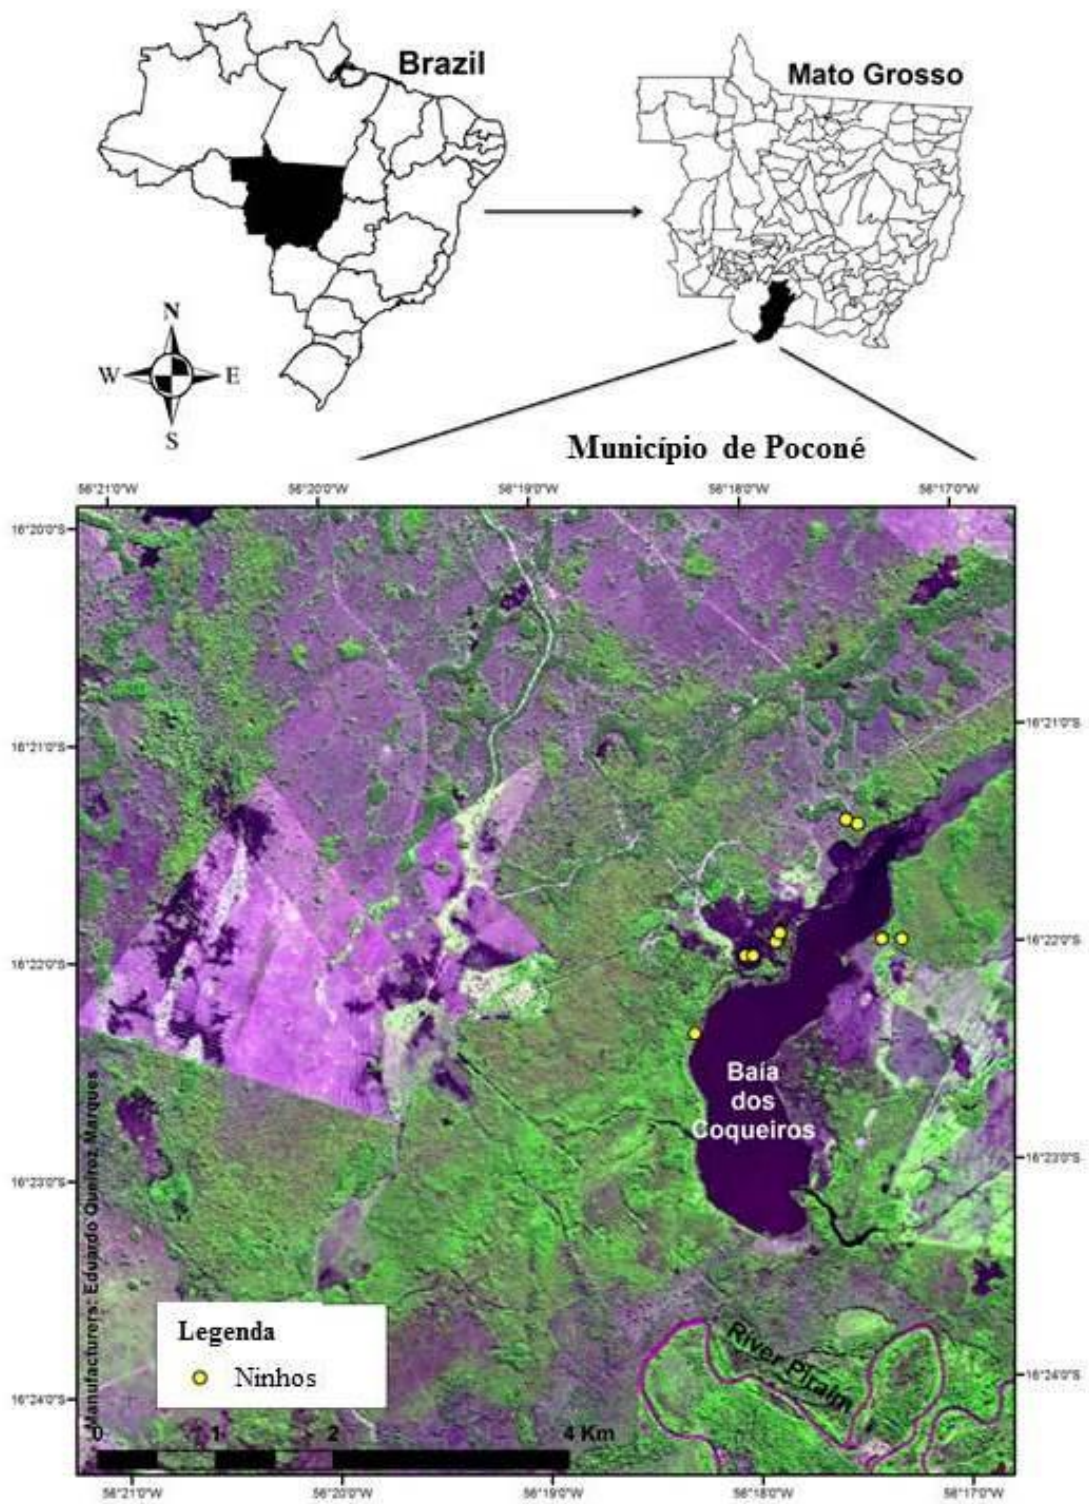 Brazil
Mato Grosso
N
W E
S
Município de Poconé
56°21'0"W 56°20'0"W 56°19'0"W 56°18'0"W 56°17'0"W
16°20'0"S
16°21'0"S
16°21'0"S
16°22'0"S
16°22'0"S
Baía
dos
Coqueiros
16°23'0"S
16°23'0"S
Manufacturers: Eduardo Queiroz Marques
Legenda
Ninhos
River Piraim
16°24'0"S
16°24'0"S
0 1 2 4 Km
56°21'0"W 56°20'0"W 56°19'0"W 56°18'0"W 56°17'0"W